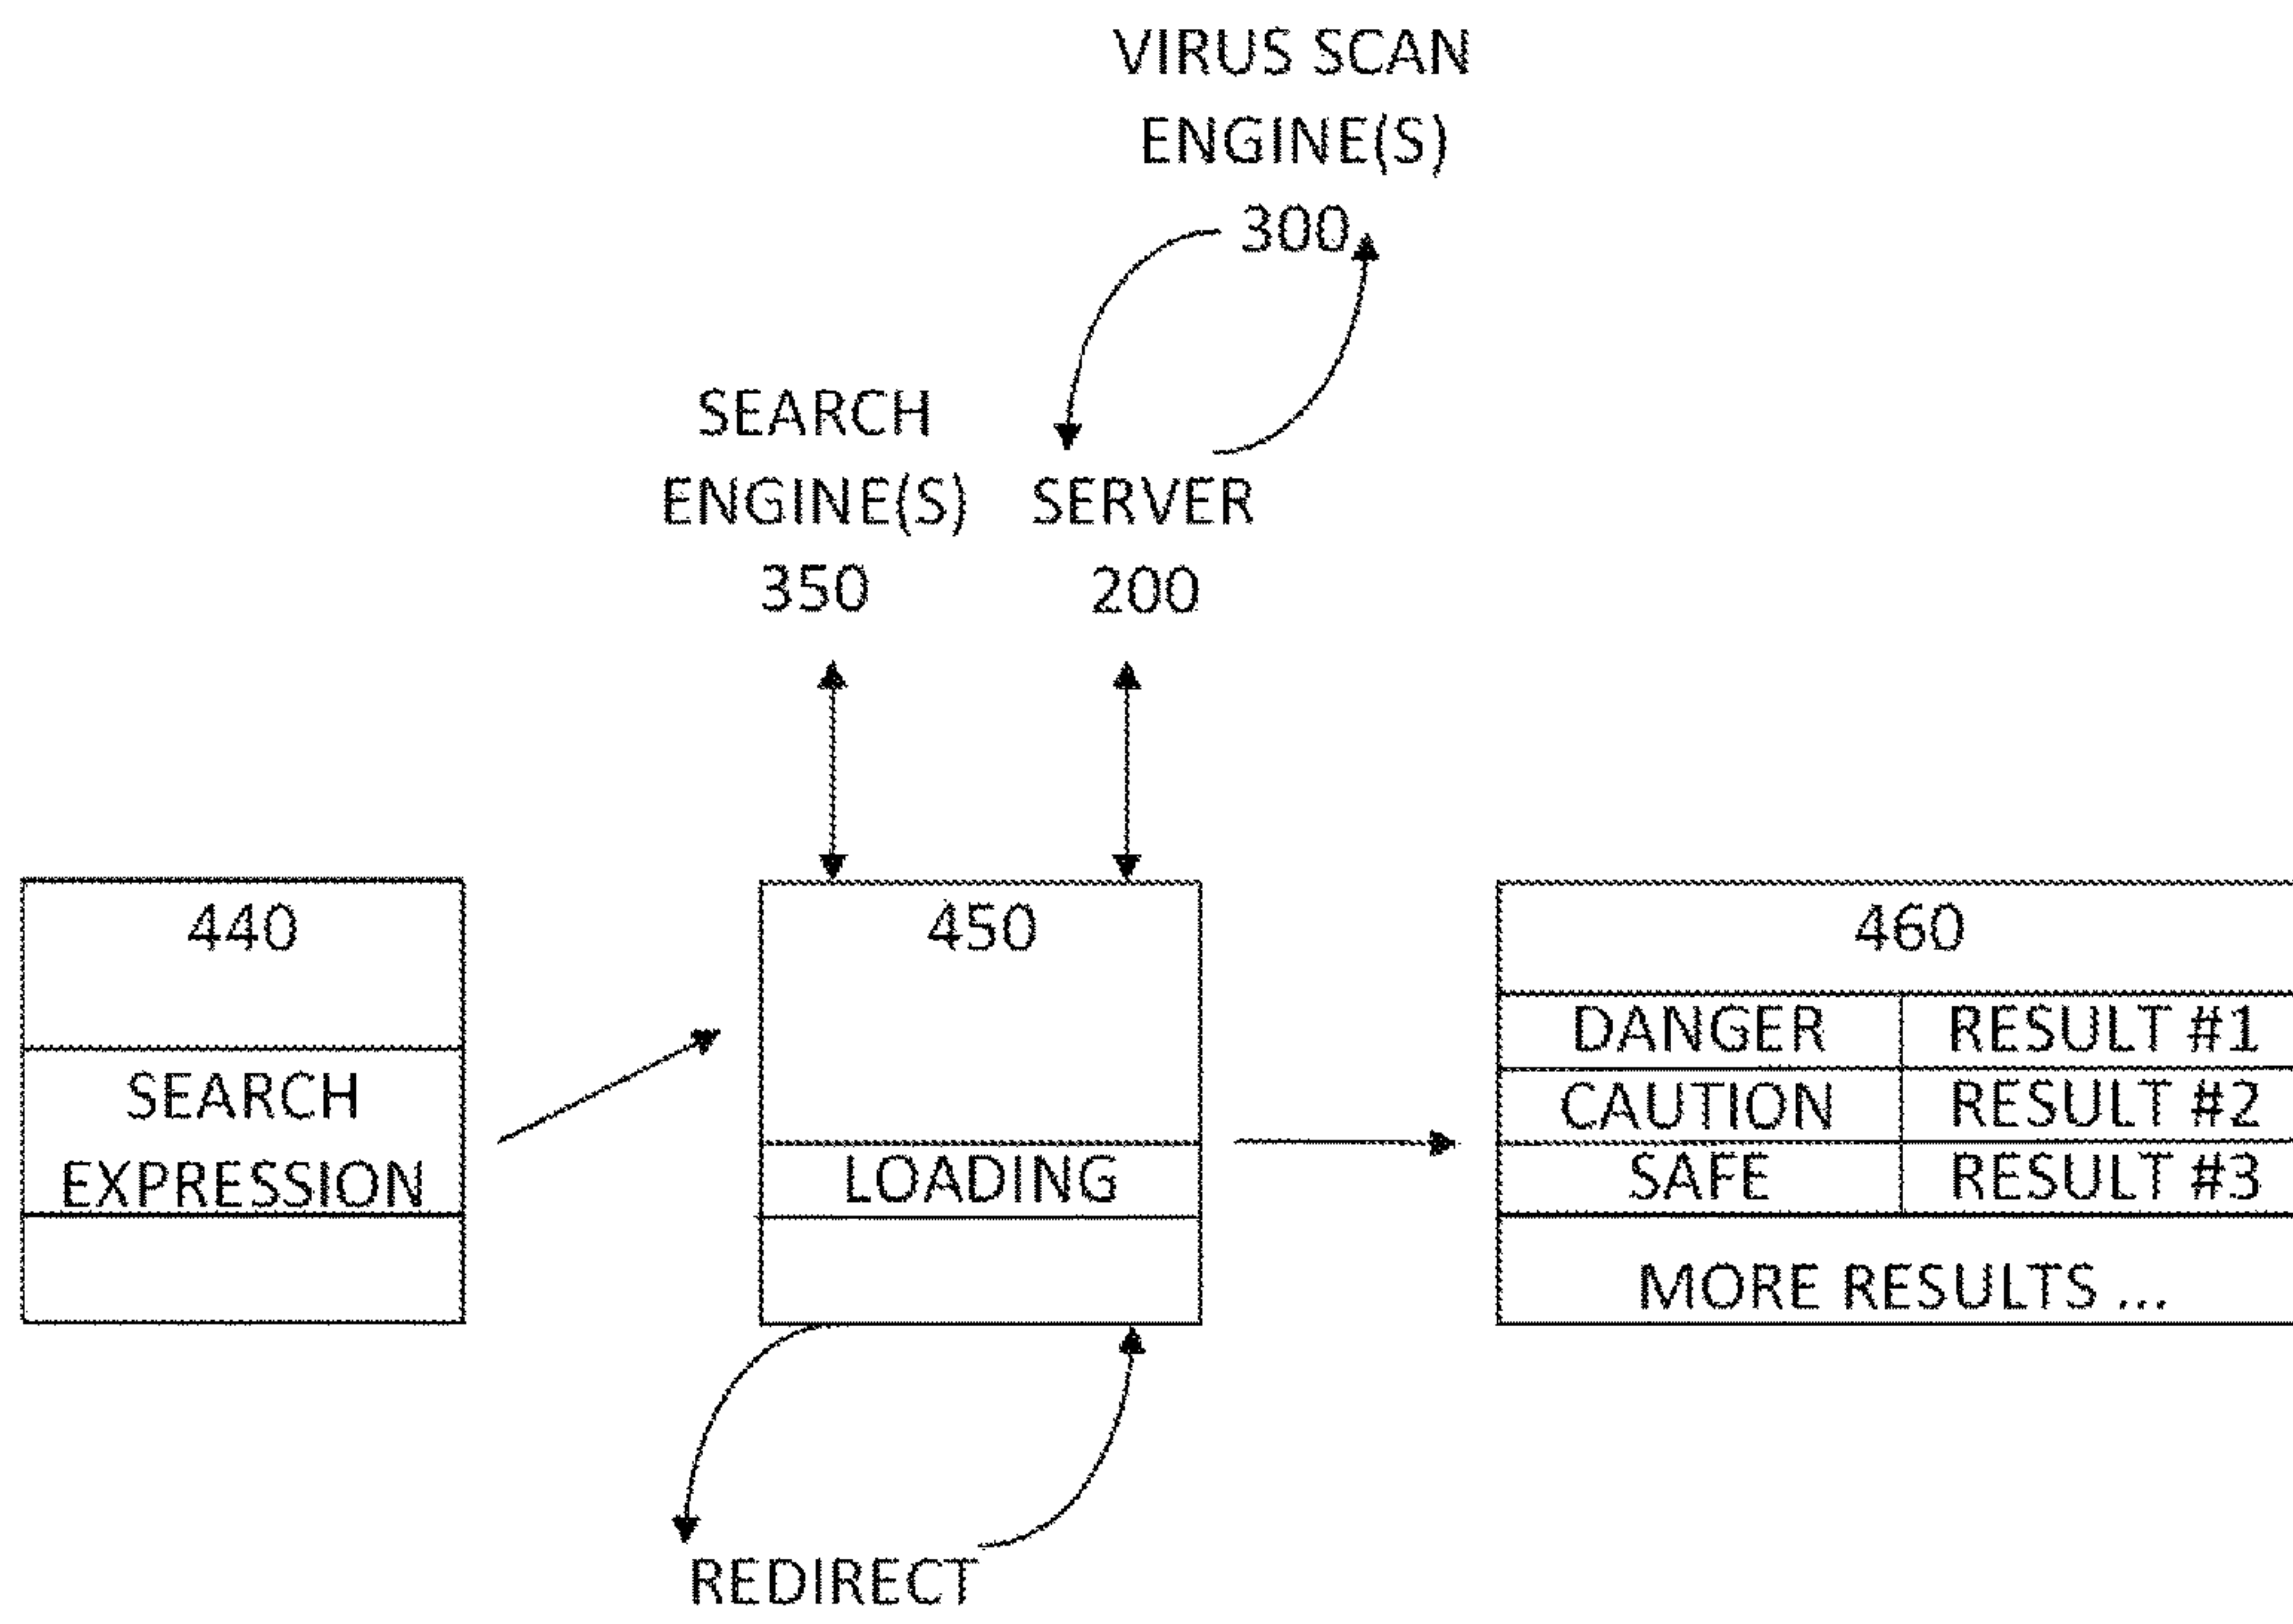 VIRUS SCAN
ENGINE(S)
300
SEARCH
ENGINE(S)
350
SERVER
200
440
SEARCH
EXPRESSION
450
LOADING
460
DANGER RESULT #1
CAUTION RESULT #2
SAFE RESULT #3
MORE RESULTS ...
REDIRECT